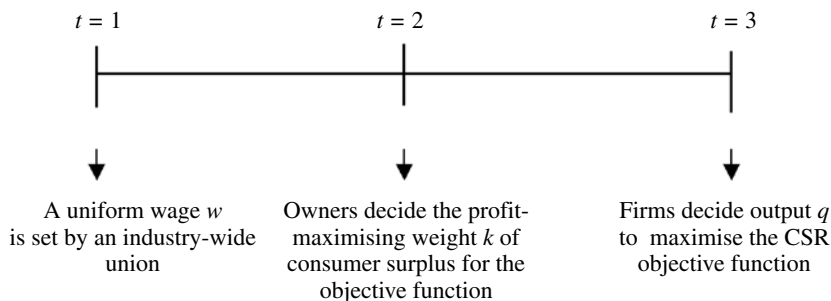 t = 1
t = 2
t = 3
A uniform wage w
is set by an industry-wide
union
Owners decide the profit-
maximising weight k of
consumer surplus for the
objective function
Firms decide output q
to maximise the CSR
objective function